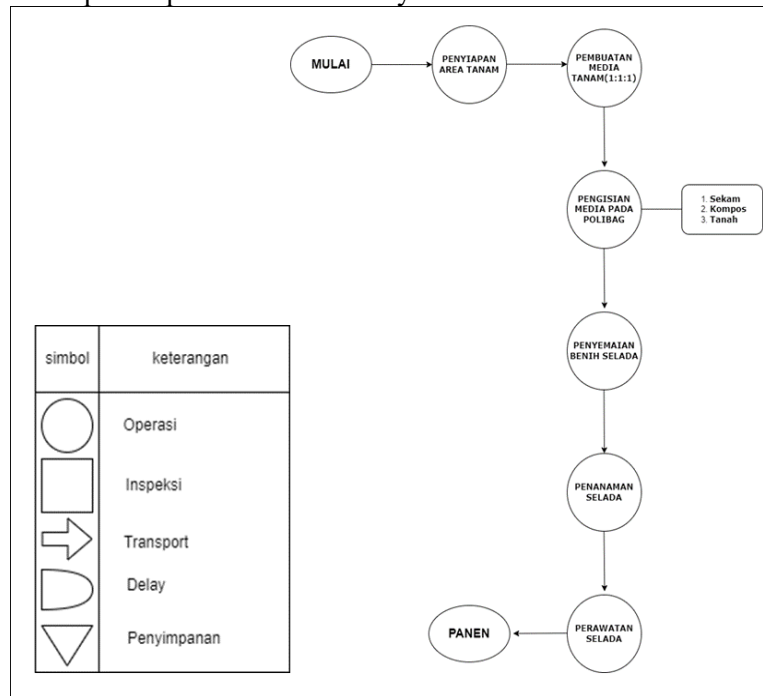 MULAI
PENYIAPAN
AREA TANAM
PEMBUATAN
MEDIA
TANAM(1:1:1)
PENGISIAN
MEDIA PADA
POLIBAG
1. Sekam
2. Kompos
3. Tanah
PENYEMAIAN
BENIH SELADA
PENANAMAN
SELADA
PERAWATAN
SELADA
PANEN
simbol keterangan
Operasi
Inspeksi
Transport
Delay
Penyimpanan